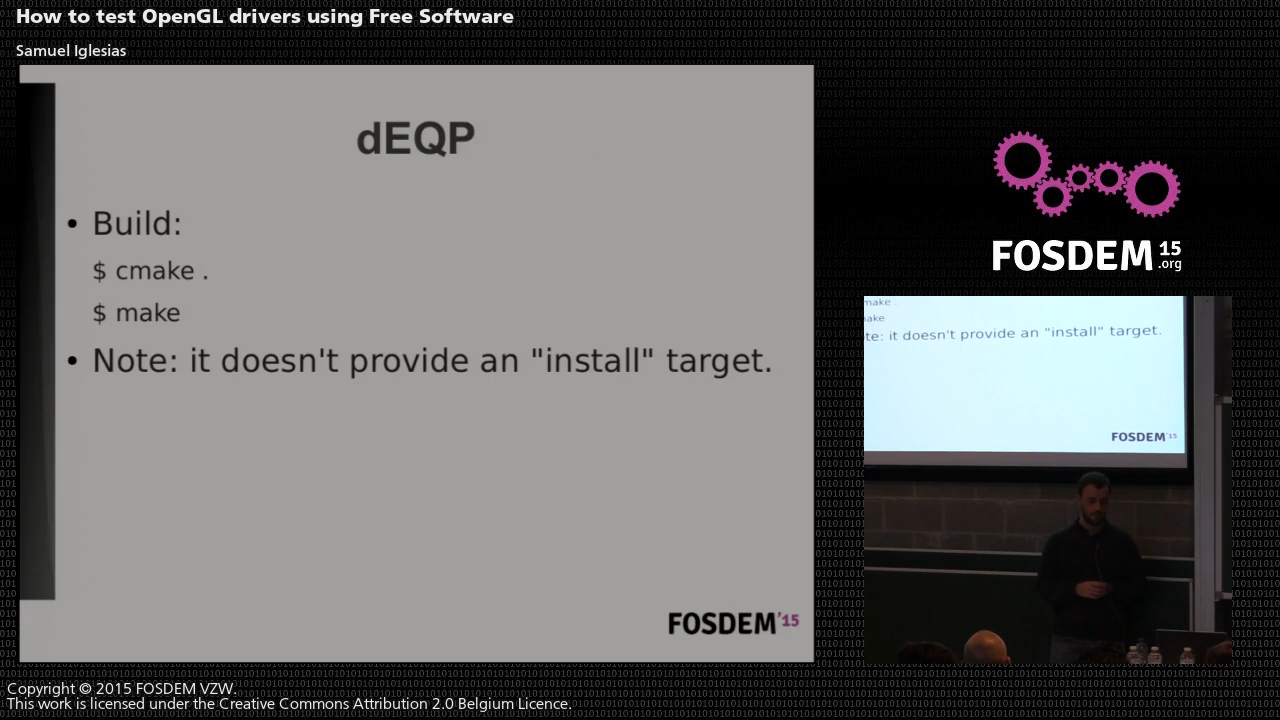 How to test OpenGL drivers using Free Software
Samuel Iglesias
dEQP
• Build:
$ cmake .
$ make
• Note: it doesn't provide an "install" target.
FOSDEM'15
FOSDEM 15
.org
make .
ake
te: it doesn't provide an "install" target.
FOSDEM'15
Copyright © 2015 FOSDEM VZW.
This work is licensed under the Creative Commons Attribution 2.0 Belgium Licence.